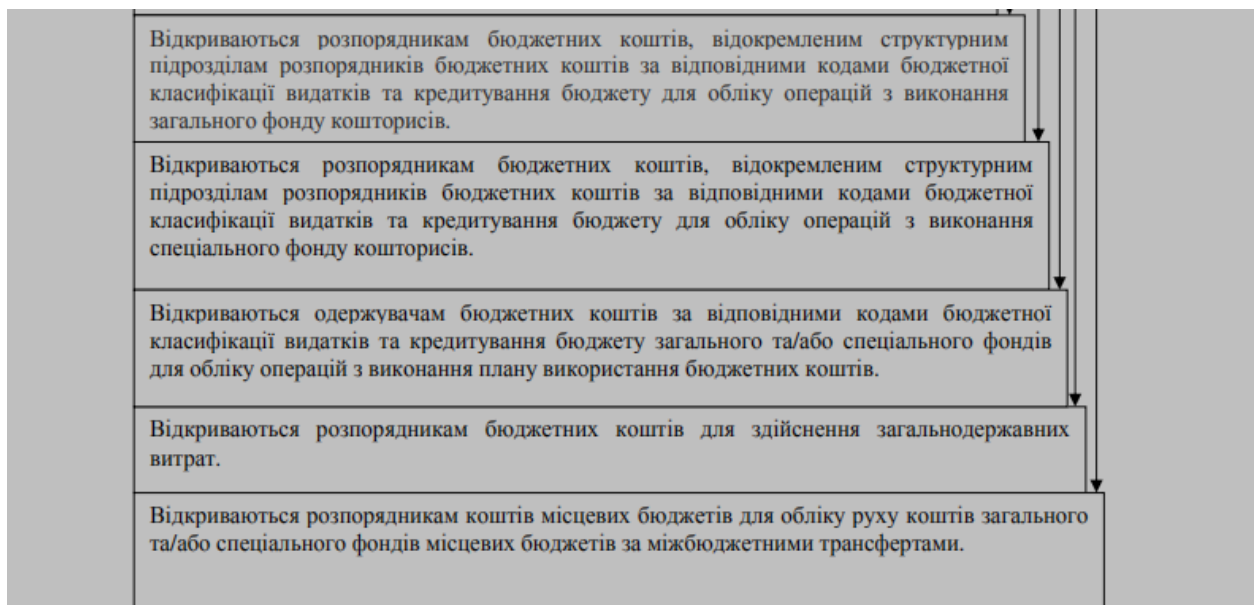 Відкриваються розпорядникам бюджетних коштів, відокремленим структурним
підрозділам розпорядників бюджетних коштів за відповідними кодами бюджетної
класифікації видатків та кредитування бюджету для обліку операцій з виконання
загального фонду кошторисів.
Відкриваються розпорядникам бюджетних коштів, відокремленим структурним
підрозділам розпорядників бюджетних коштів за відповідними кодами бюджетної
класифікації видатків та кредитування бюджету для обліку операцій з виконання
спеціального фонду кошторисів.
Відкриваються одержувачам бюджетних коштів за відповідними кодами бюджетної
класифікації видатків та кредитування бюджету загального та/або спеціального фондів
для обліку операцій з виконання плану використання бюджетних коштів.
Відкриваються розпорядникам бюджетних коштів для здійснення загальнодержавних
витрат.
Відкриваються розпорядникам коштів місцевих бюджетів для обліку руху коштів загального
та/або спеціального фондів місцевих бюджетів за міжбюджетними трансфертами.